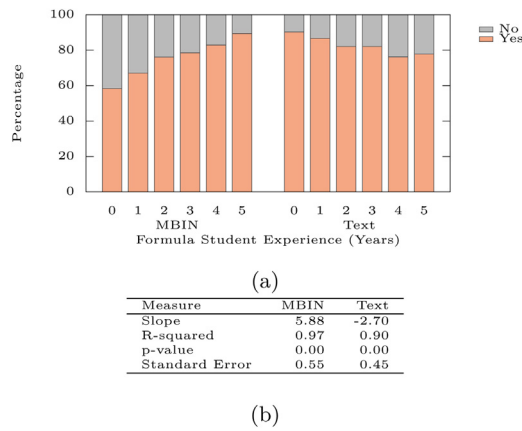 100
80
60
40
20
0
Percentage
No
Yes
0 1 2 3 4 5 0 1 2 3 4 5
MBIN Text
Formula Student Experience (Years)
(a)
Measure MBIN Text
Slope 5.88 -2.70
R-squared 0.97 0.90
p-value 0.00 0.00
Standard Error 0.55 0.45
(b)